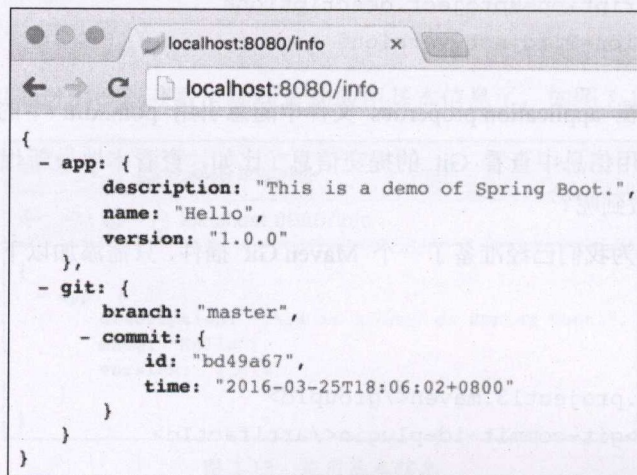 localhost:8080/info ×
localhost:8080/info
{
- app: {
description: "This is a demo of Spring Boot.",
name: "Hello",
version: "1.0.0"
},
- git: {
branch: "master",
- commit: {
id: "bd49a67",
time: "2016-03-25T18:06:02+0800"
}
}
}